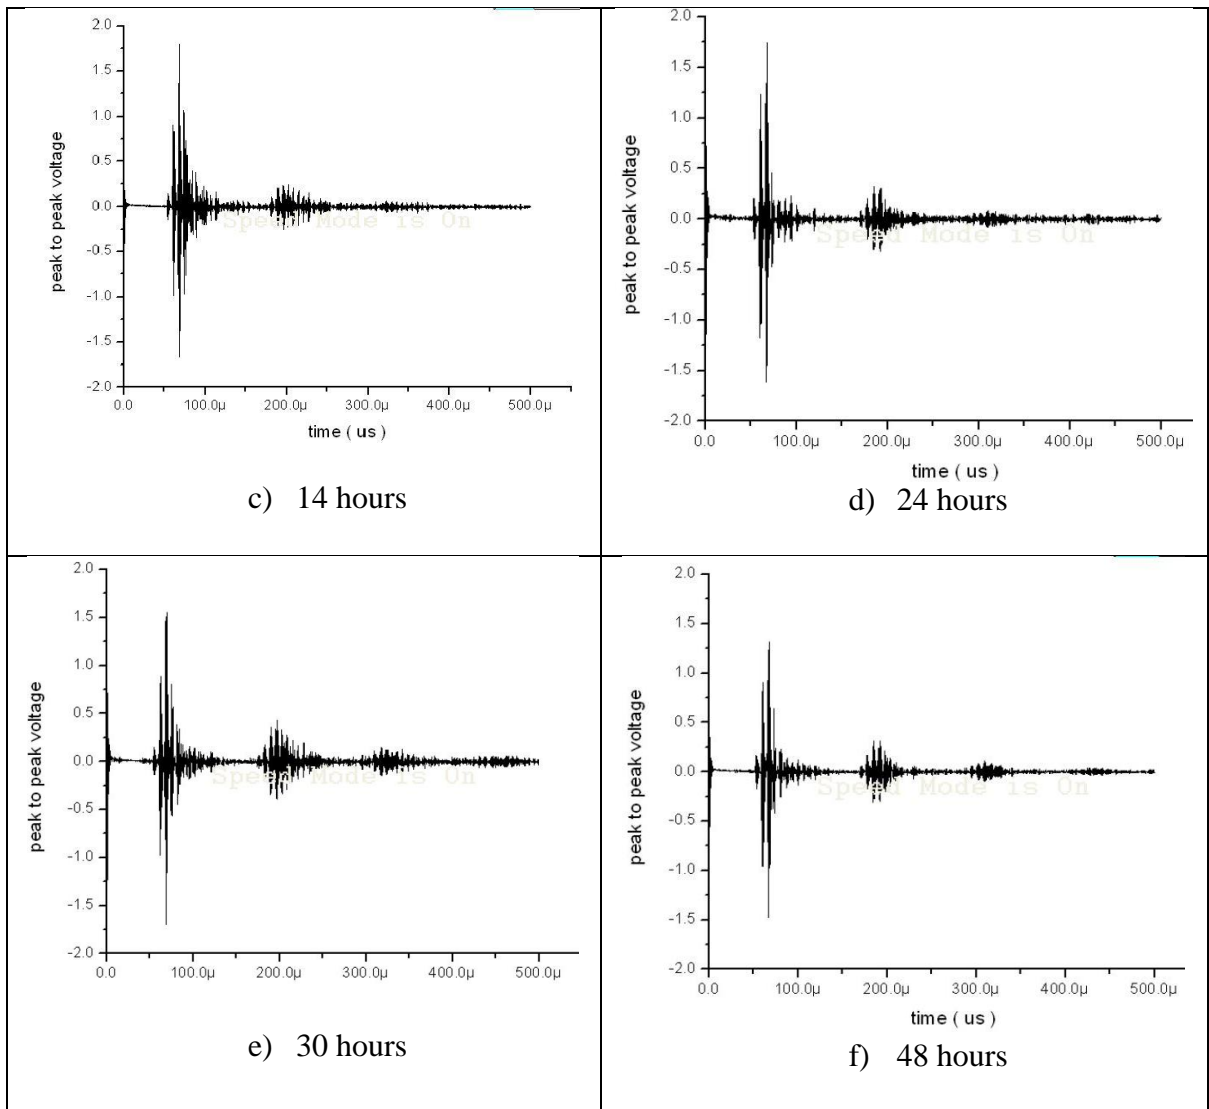 2.0
1.5
1.0
0.5
0.0
-0.5
-1.0
-1.5
-2.0
peak to peak voltage
Speed Mode is On
0.0 100.0µ 200.0µ 300.0µ 400.0µ 500.0µ
time ( us )
c) 14 hours
2.0
1.5
1.0
0.5
0.0
-0.5
-1.0
-1.5
-2.0
peak to peak voltage
Speed Mode is On
0.0 100.0µ 200.0µ 300.0µ 400.0µ 500.0µ
time ( us )
d) 24 hours
2.0
1.5
1.0
0.5
0.0
-0.5
-1.0
-1.5
-2.0
peak to peak voltage
Speed Mode is On
0.0 100.0µ 200.0µ 300.0µ 400.0µ 500.0µ
e) 30 hours
2.0
1.5
1.0
0.5
0.0
-0.5
-1.0
-1.5
-2.0
peak to peak voltage
Speed Mode is On
0.0 100.0µ 200.0µ 300.0µ 400.0µ 500.0µ
time ( us )
f) 48 hours